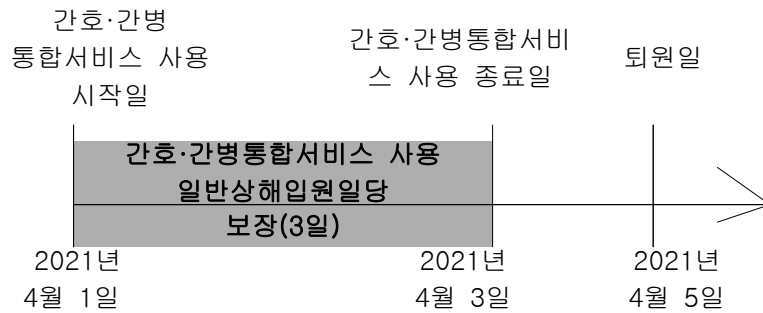 간호·간병
통합서비스 사용
시작일
간호·간병통합서비
스 사용 종료일
퇴원일
간호·간병통합서비스 사용
일반상해입원일당
보장(3일)
2021년
4월 1일
2021년
4월 3일
2021년
4월 5일